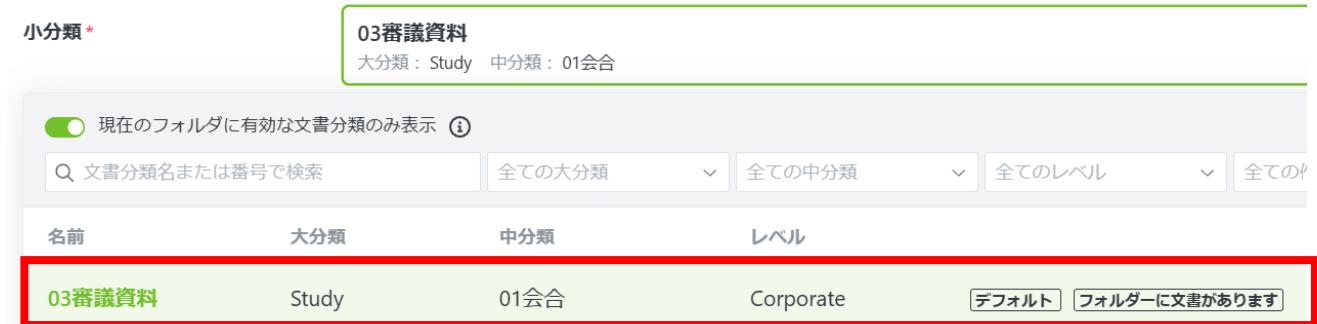 小分類 *
03審議資料
大分類： Study 中分類： 01会合
現在のフォルダに有効な文書分類のみ表示
文書分類名または番号で検索 全ての大分類 全ての中分類 全てのレベル 全ての
名前 大分類 中分類 レベル
03審議資料 Study 01会合 Corporate デフォルト フォルダーに文書があります